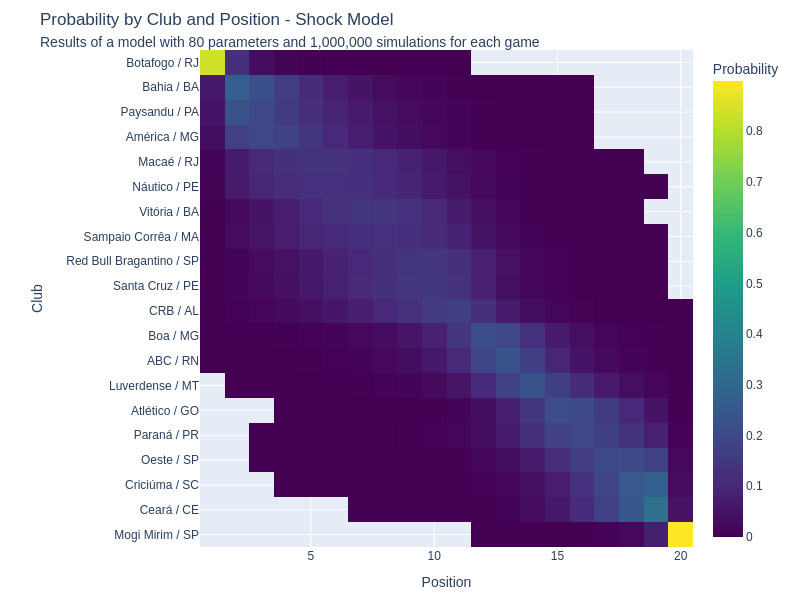 Probability by Club and Position - Shock Model
Results of a model with 80 parameters and 1,000,000 simulations for each game
Probability
Club
Botafogo / RJ
Bahia / BA
Paysandu / PA
América / MG
Macaé / RJ
Náutico / PE
Vitória / BA
Sampaio Corrêa / MA
Red Bull Bragantino / SP
Santa Cruz / PE
CRB / AL
Boa / MG
ABC / RN
Luverdense / MT
Atlético / GO
Paraná / PR
Oeste / SP
Criciúma / SC
Ceará / CE
Mogi Mirim / SP
0.8
0.7
0.6
0.5
0.4
0.3
0.2
0.1
0
5 10 15 20
Position